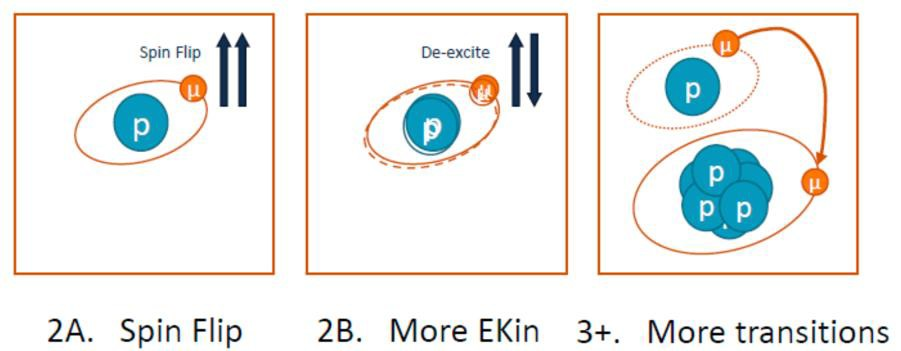 Spin Flip
μ
p
De-excite
μ
p
μ
p
μ
p
p p
2A. Spin Flip
2B. More EKin
3+. More transitions